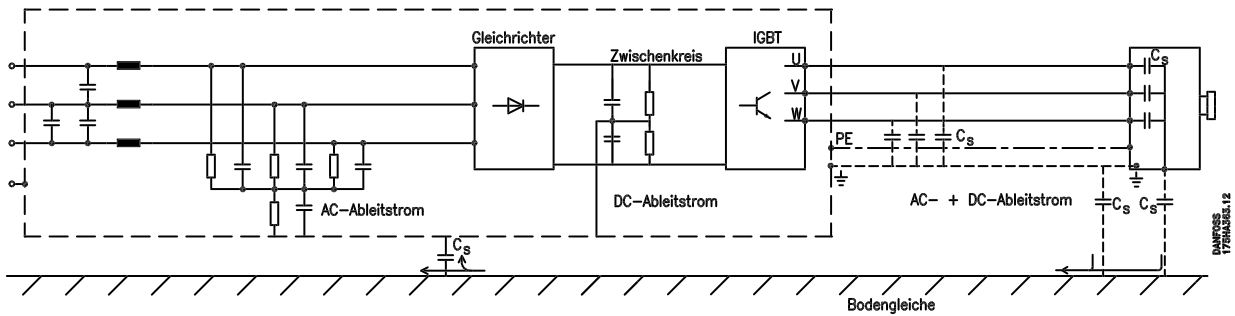 Gleichrichter
Zwischenkreis
IGBT
U
V
W
Cs
PE
Cs
AC-Ableitstrom
DC-Ableitstrom
AC- + DC-Ableitstrom
Cs
Cs
Cs
DANFOSS
175HA363.12
Bodengleiche